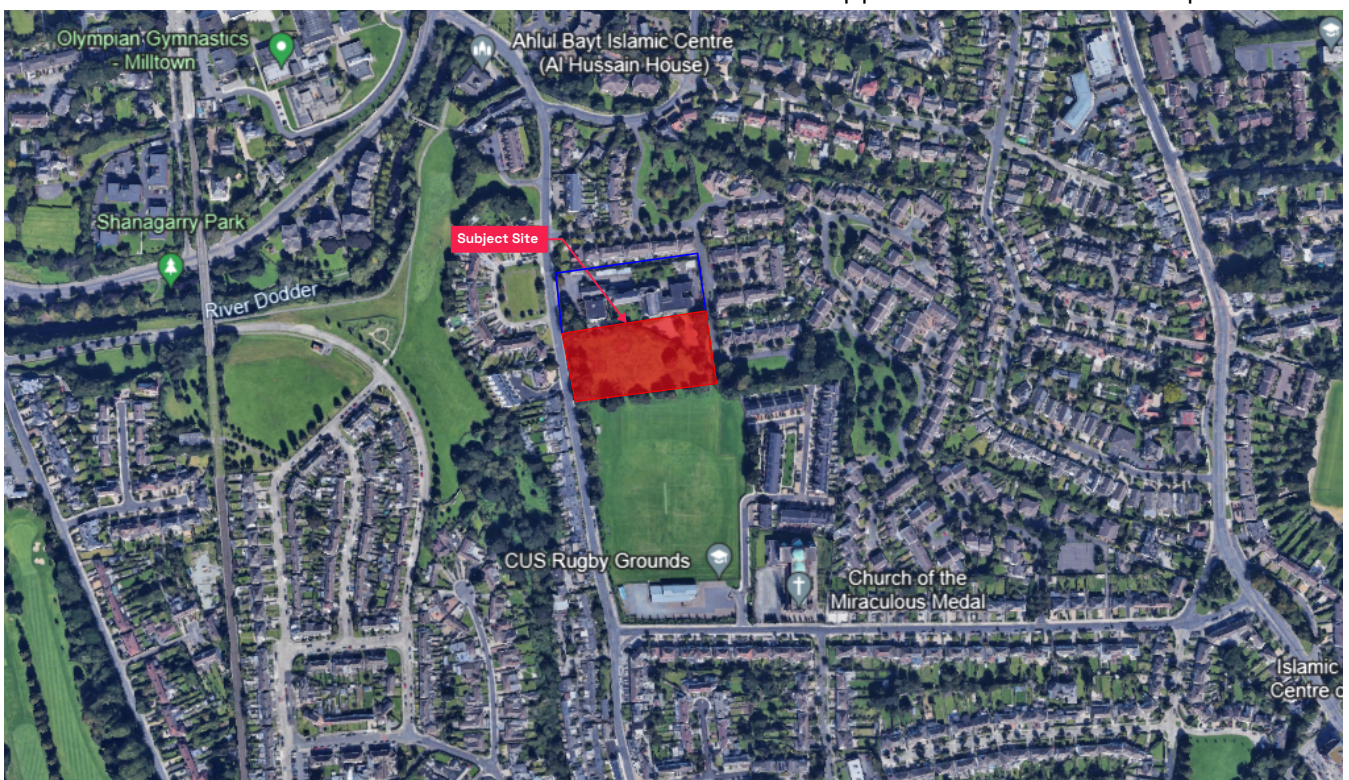 Olympian Gymnastics
- Milltown
Ahlul Bayt Islamic Centre
(Al Hussain House)
Shanagarry Park
Subject Site
River Dodder
CUS Rugby Grounds
Church of the
Miraculous Medal
Islamic
Centre